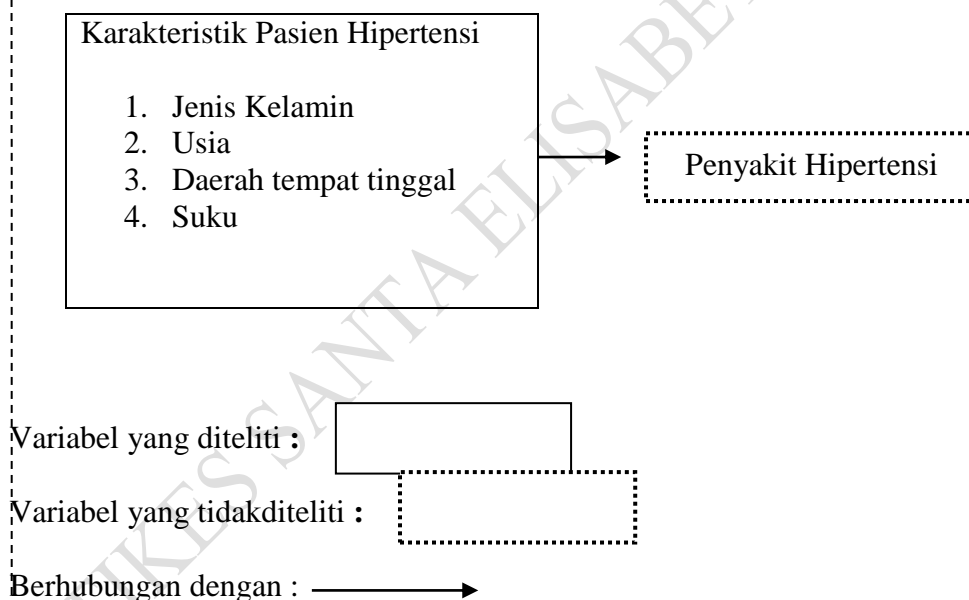 Karakteristik Pasien Hipertensi
1. Jenis Kelamin
2. Usia
3. Daerah tempat tinggal
4. Suku
Penyakit Hipertensi
Variabel yang diteliti :
Variabel yang tidakditeliti :
Berhubungan dengan :
SANTA